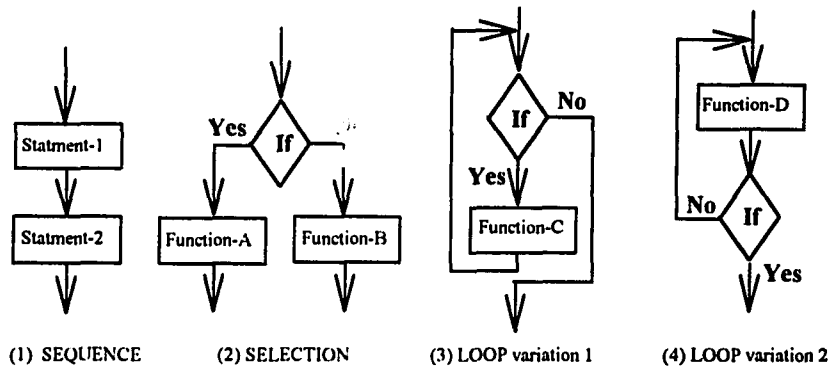 Statment-1
Statment-2
(1) SEQUENCE
Yes
If
Function-A
Function-B
(2) SELECTION
No
If
Yes
Function-C
(3) LOOP variation 1
Function-D
No
If
Yes
(4) LOOP variation 2